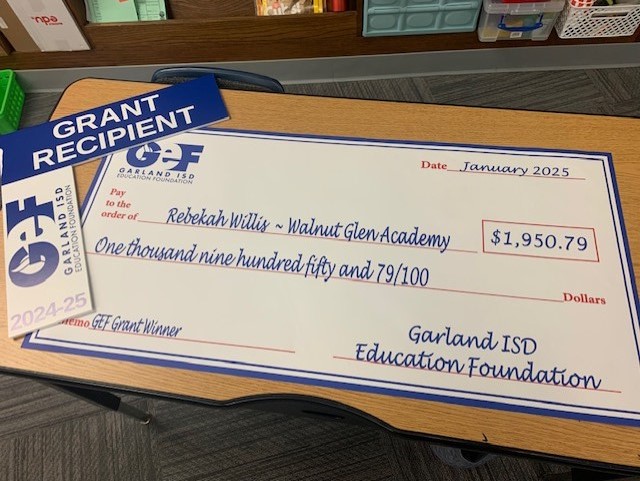 GRANT
RECIPIENT
GEF
GARLAND ISD
EDUCATION FOUNDATION
2024-25
GEF
GARLAND ISD
EDUCATION FOUNDATION
Date January 2025
Pay
to the
order of Rebekah Willis ~ Walnut Glen Academy $1,950.79
One thousand nine hundred fifty and 79/100 Dollars
Memo GEF Grant Winner
Garland ISD
Education Foundation